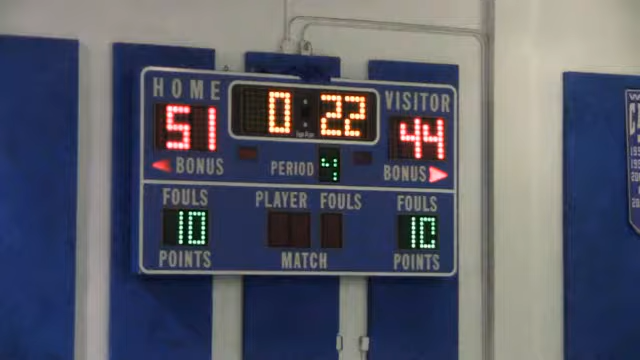 HOME 0:22 VISITOR
51 44
BONUS PERIOD 4 BONUS
FOULS PLAYER FOULS FOULS
10 10
POINTS MATCH POINTS